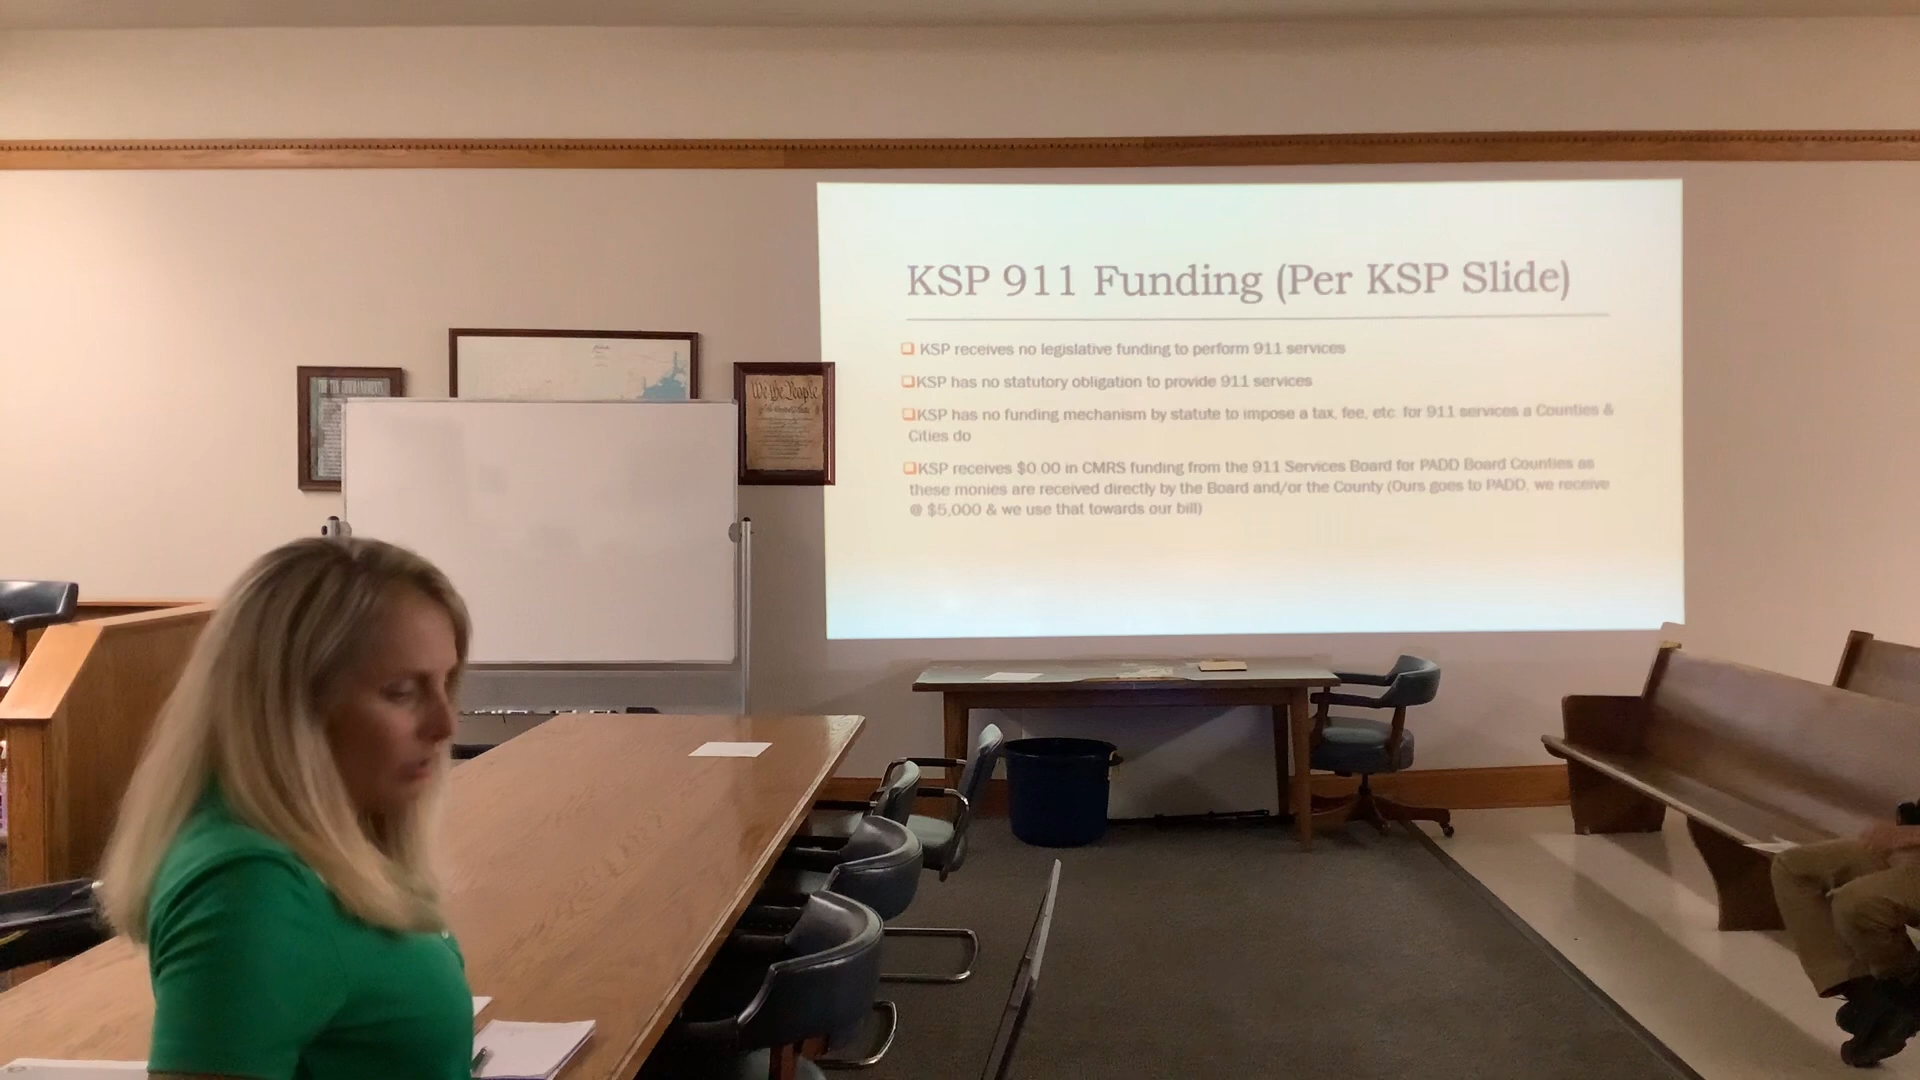 KSP 911 Funding (Per KSP Slide)
KSP receives no legislative funding to perform 911 services
KSP has no statutory obligation to provide 911 services
KSP has no funding mechanism by statute to impose a tax, fee, etc. for 911 services a Counties &
Cities do
KSP receives $0.00 in CMRS funding from the 911 Services Board for PADD Board Counties as
these monies are received directly by the Board and/or the County (Ours goes to PADD, we receive
@ $5,000 & we use that towards our bill)
THE TEN COMMANDMENTS
We the People